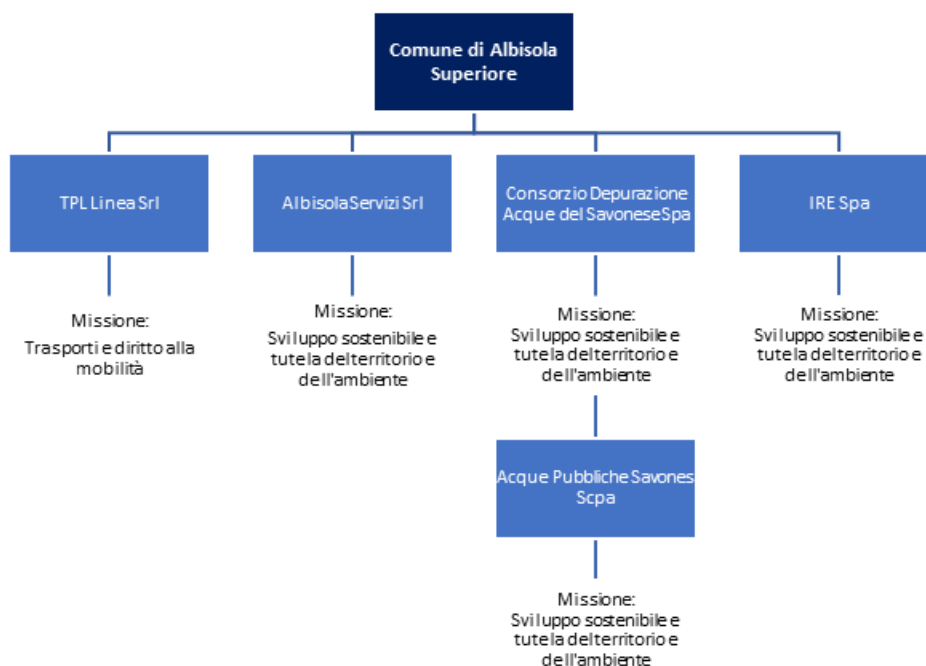 Comune di Albisola
Superiore
TPL Linea Srl
Albisola Servizi Srl
Consorzio Depurazione
Acque del Savonese Spa
IRE Spa
Missione:
Trasporti e diritto alla
mobilità
Missione:
Sviluppo sostenibile e
tutela del territorio e
dell'ambiente
Missione:
Sviluppo sostenibile e
tutela del territorio e
dell'ambiente
Missione:
Sviluppo sostenibile e
tutela del territorio e
dell'ambiente
Acque Pubbliche Savones
Scpa
Missione:
Sviluppo sostenibile e
tutela del territorio e
dell'ambiente